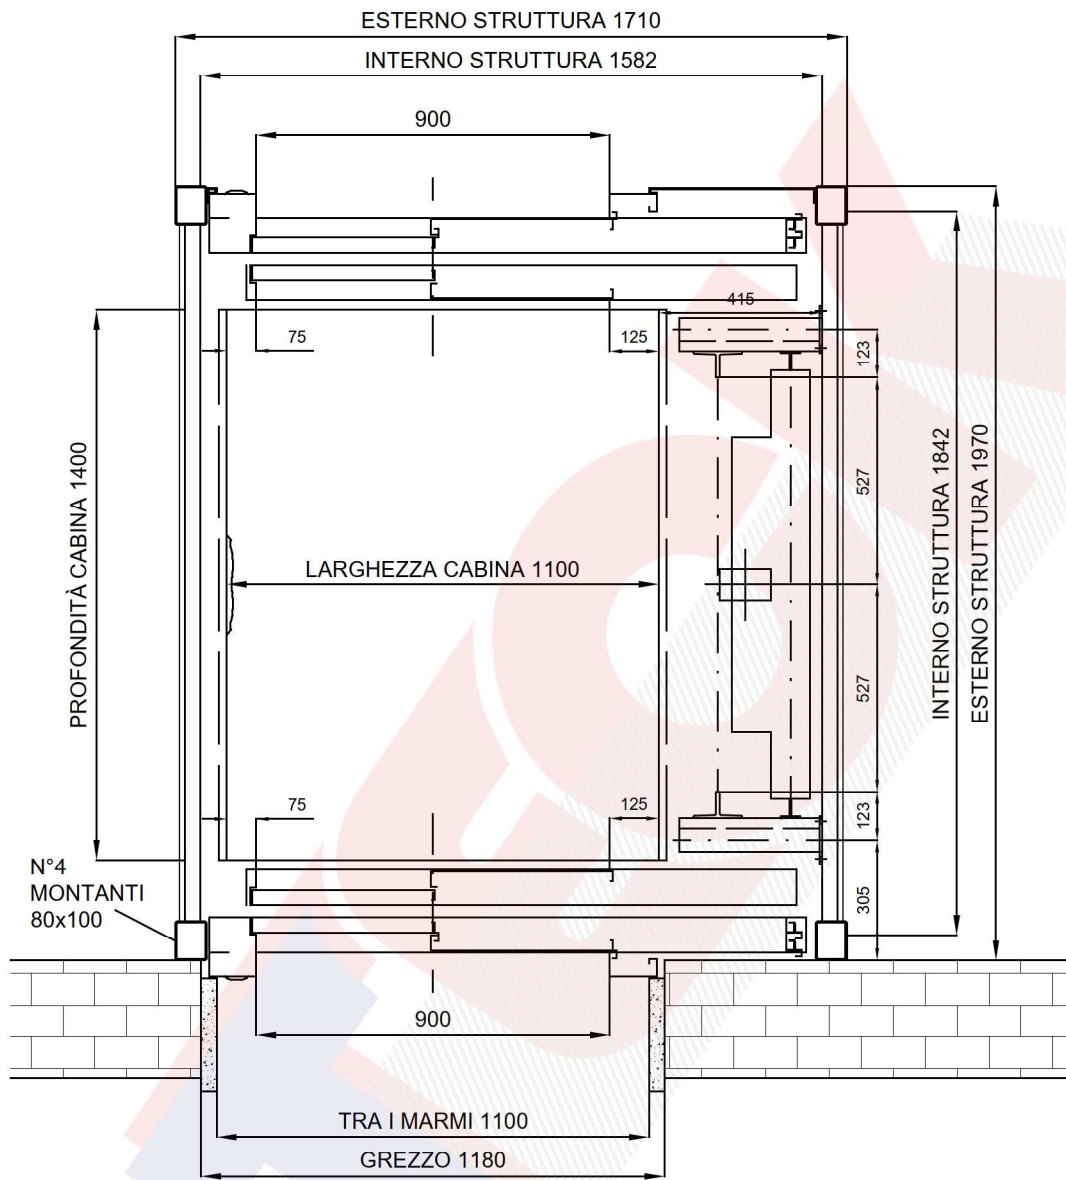 ESTERNO STRUTTURA 1710
INTERNO STRUTTURA 1582
900
415
75
125
123
527
PROFONDITÀ CABINA 1400
LARGHEZZA CABINA 1100
INTERNO STRUTTURA 1842
ESTERNO STRUTTURA 1970
527
75
125
123
N°4
MONTANTI
80x100
305
900
TRA I MARMI 1100
GREZZO 1180